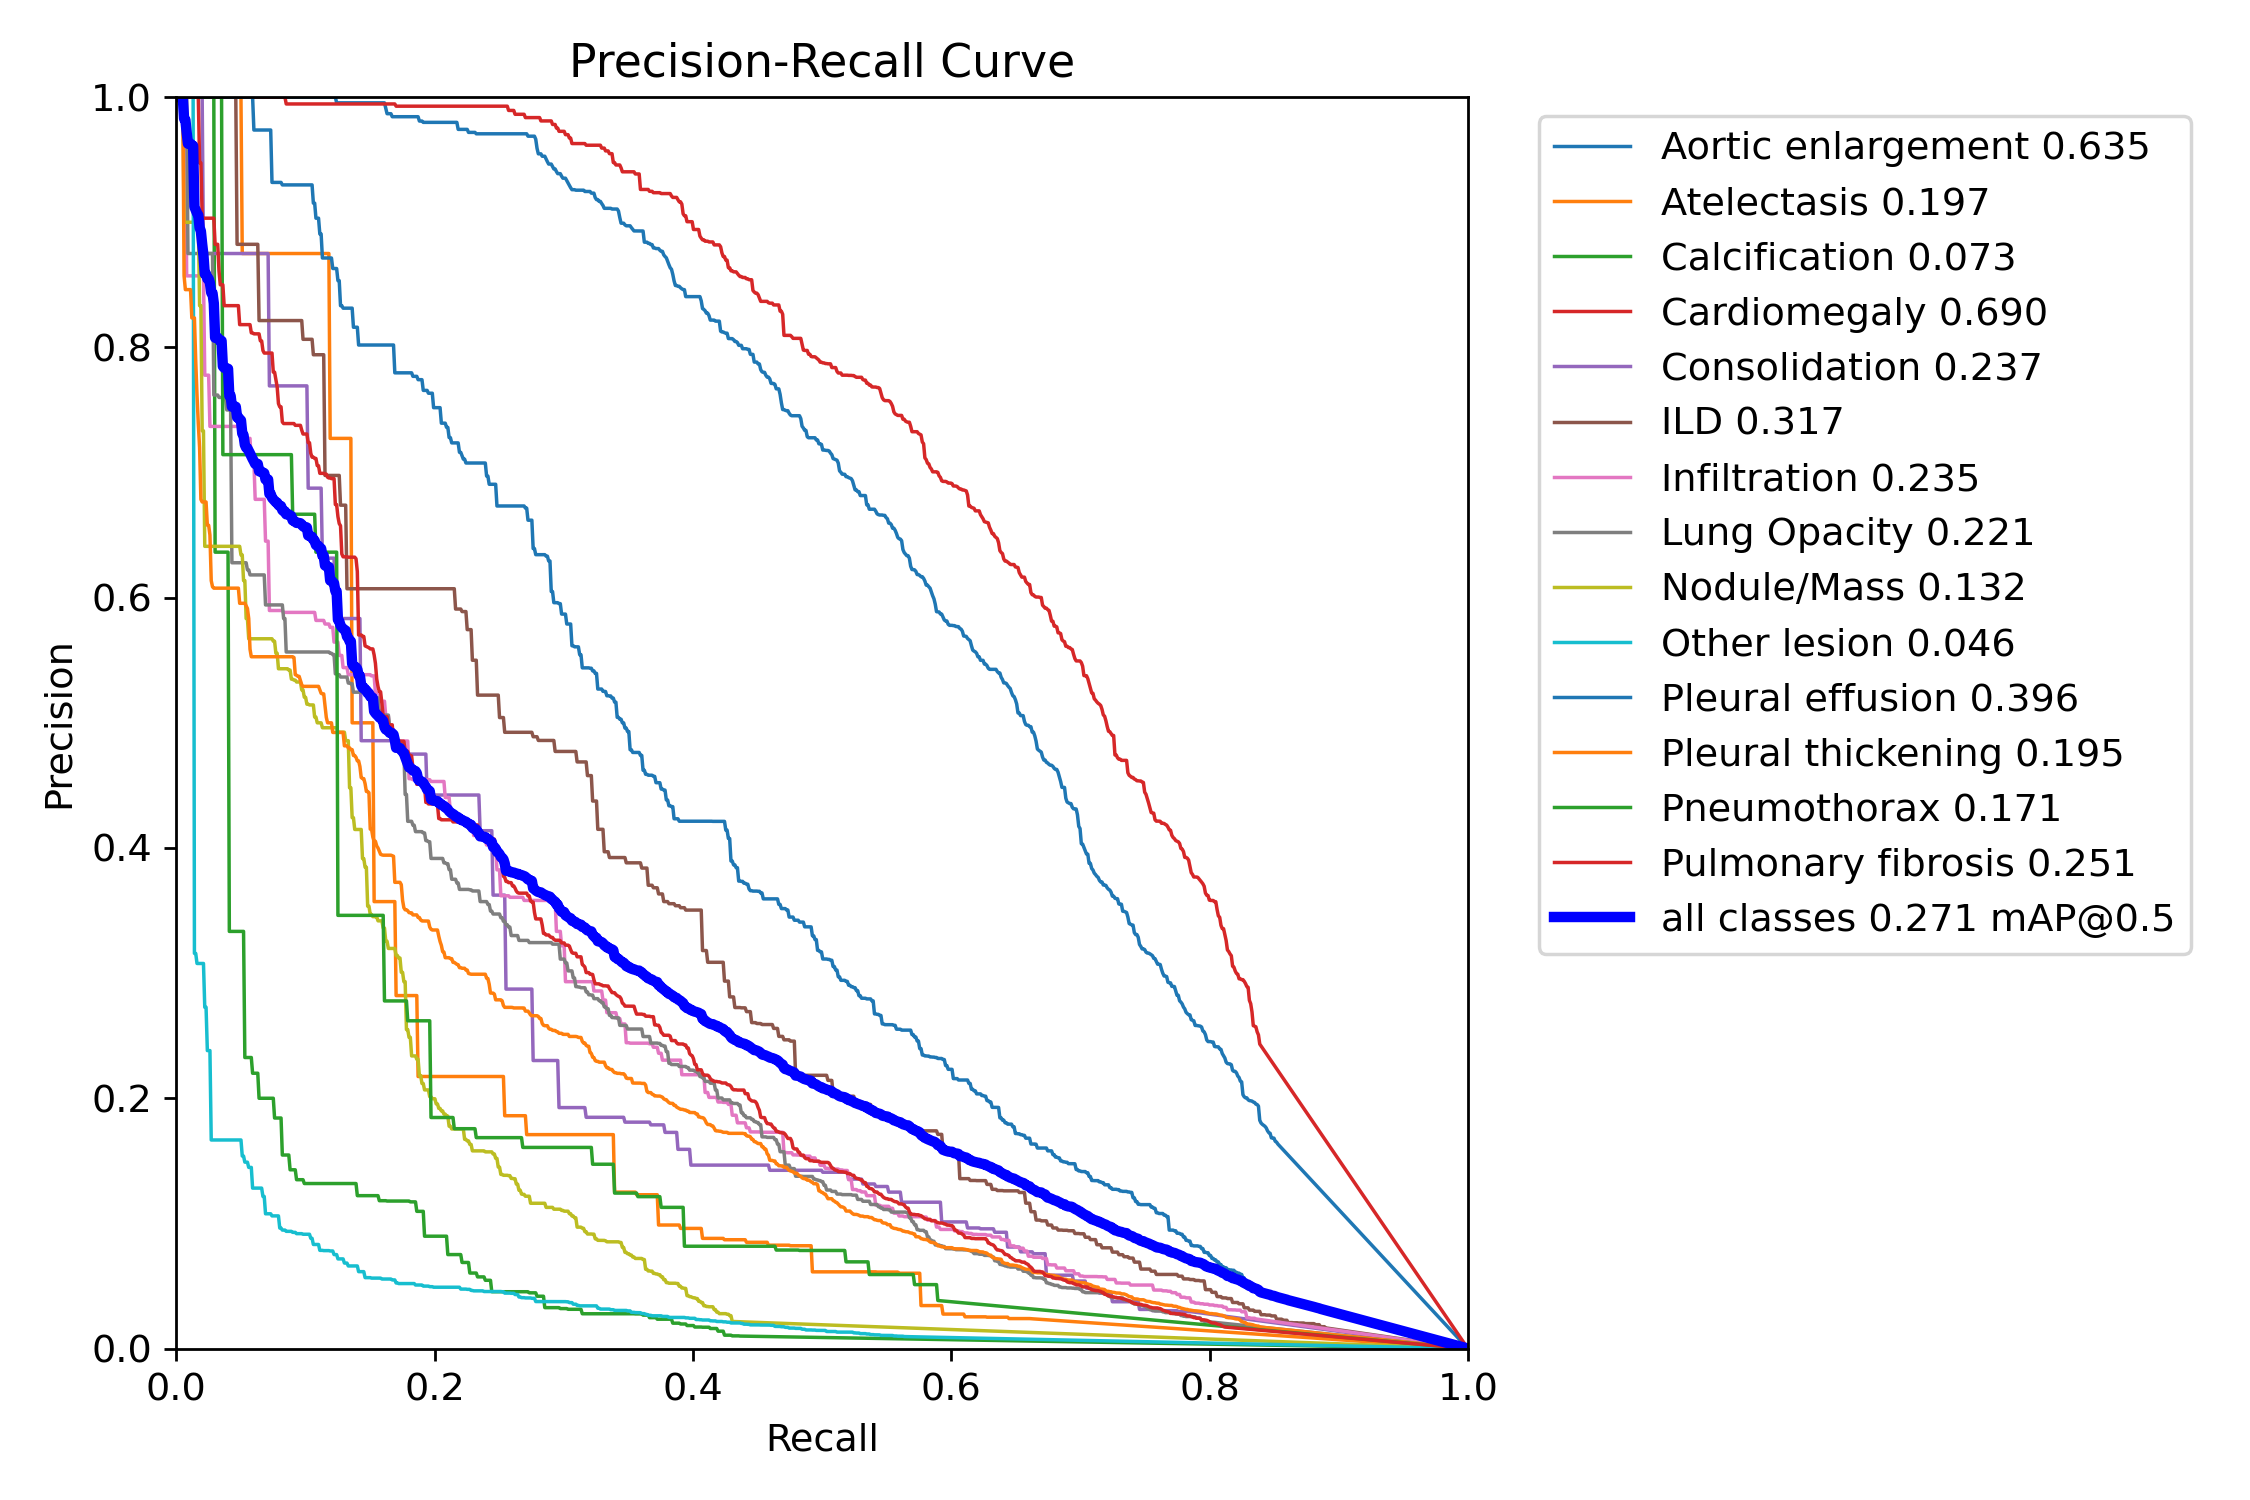 Precision-Recall Curve
1.0
0.8
0.6
0.4
0.2
0.0
Precision
0.0 0.2 0.4 0.6 0.8 1.0
Recall
Aortic enlargement 0.635
Atelectasis 0.197
Calcification 0.073
Cardiomegaly 0.690
Consolidation 0.237
ILD 0.317
Infiltration 0.235
Lung Opacity 0.221
Nodule/Mass 0.132
Other lesion 0.046
Pleural effusion 0.396
Pleural thickening 0.195
Pneumothorax 0.171
Pulmonary fibrosis 0.251
all classes 0.271 mAP@0.5